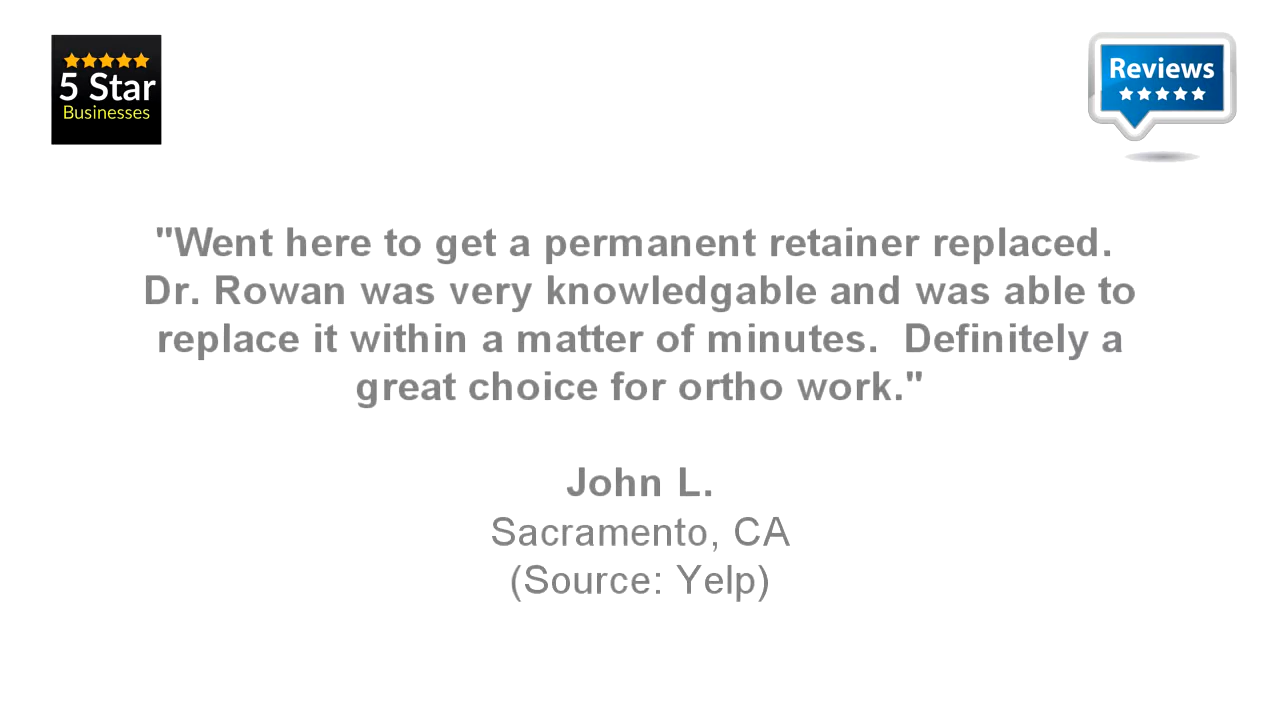 5 Star
Businesses
Reviews
"Went here to get a permanent retainer replaced.
Dr. Rowan was very knowledgable and was able to
replace it within a matter of minutes.  Definitely a
great choice for ortho work."
John L.
Sacramento, CA
(Source: Yelp)